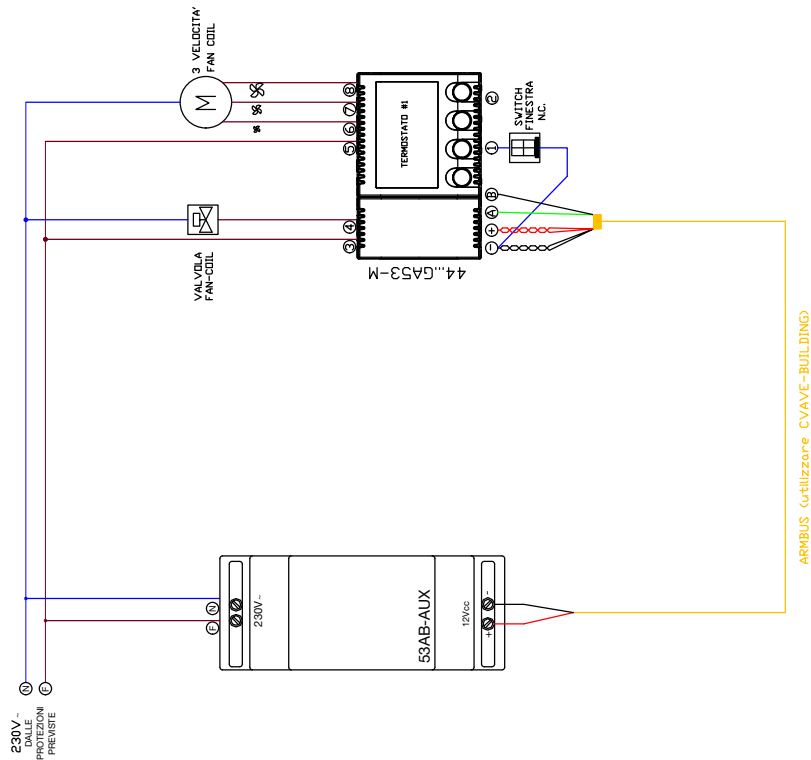 3 VELOCITA'
FAN COIL
M
8
7
6
5
4
3
TERMOSTATO #1
2
1
B
A
+
-
SWITCH
FINESTRA
N.C.
VALVOLA
FAN-COIL
44...GA53-M
ARMBUS (utilizzare CVAVE-BUILDING)
N
F
230V~
53AB-AUX
12Vcc
+
-
N
F
230V~
DALLE
PROTEZIONI
PREVISTE